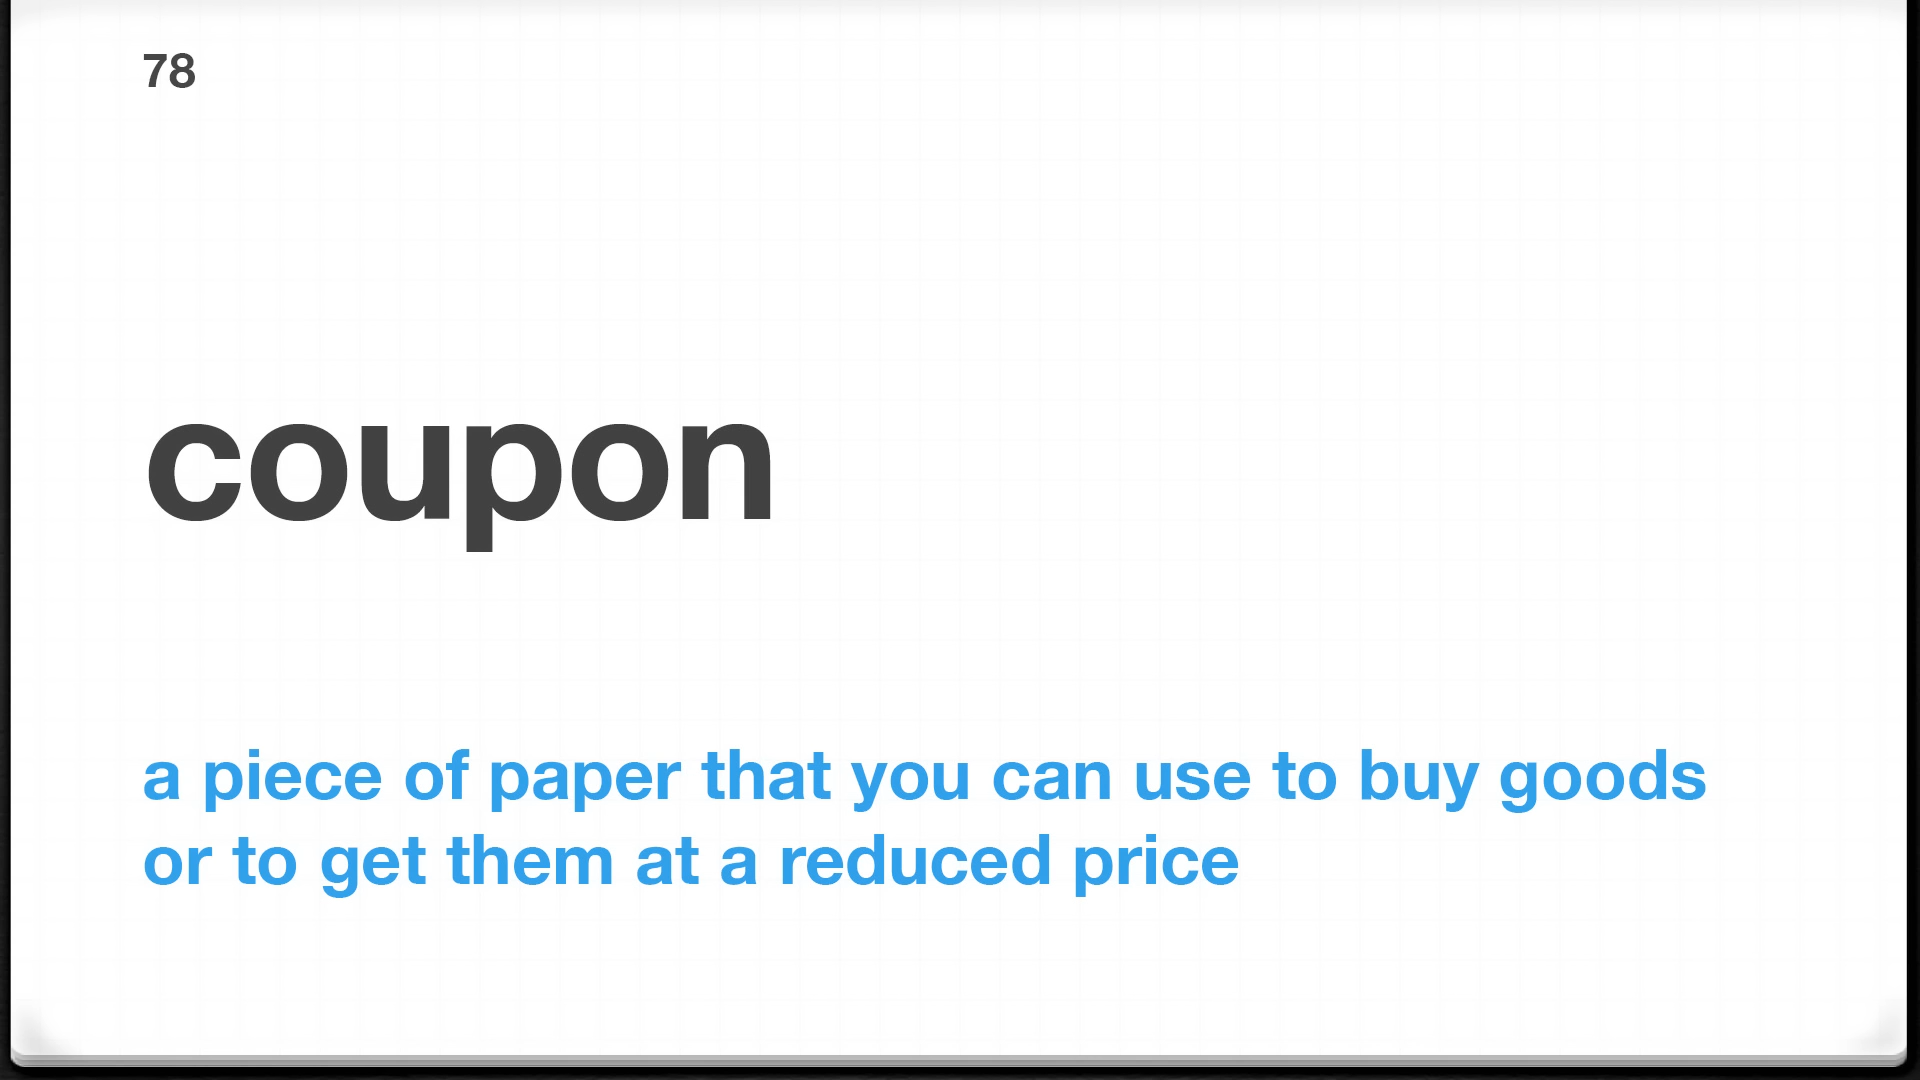 78
coupon
a piece of paper that you can use to buy goods
or to get them at a reduced price